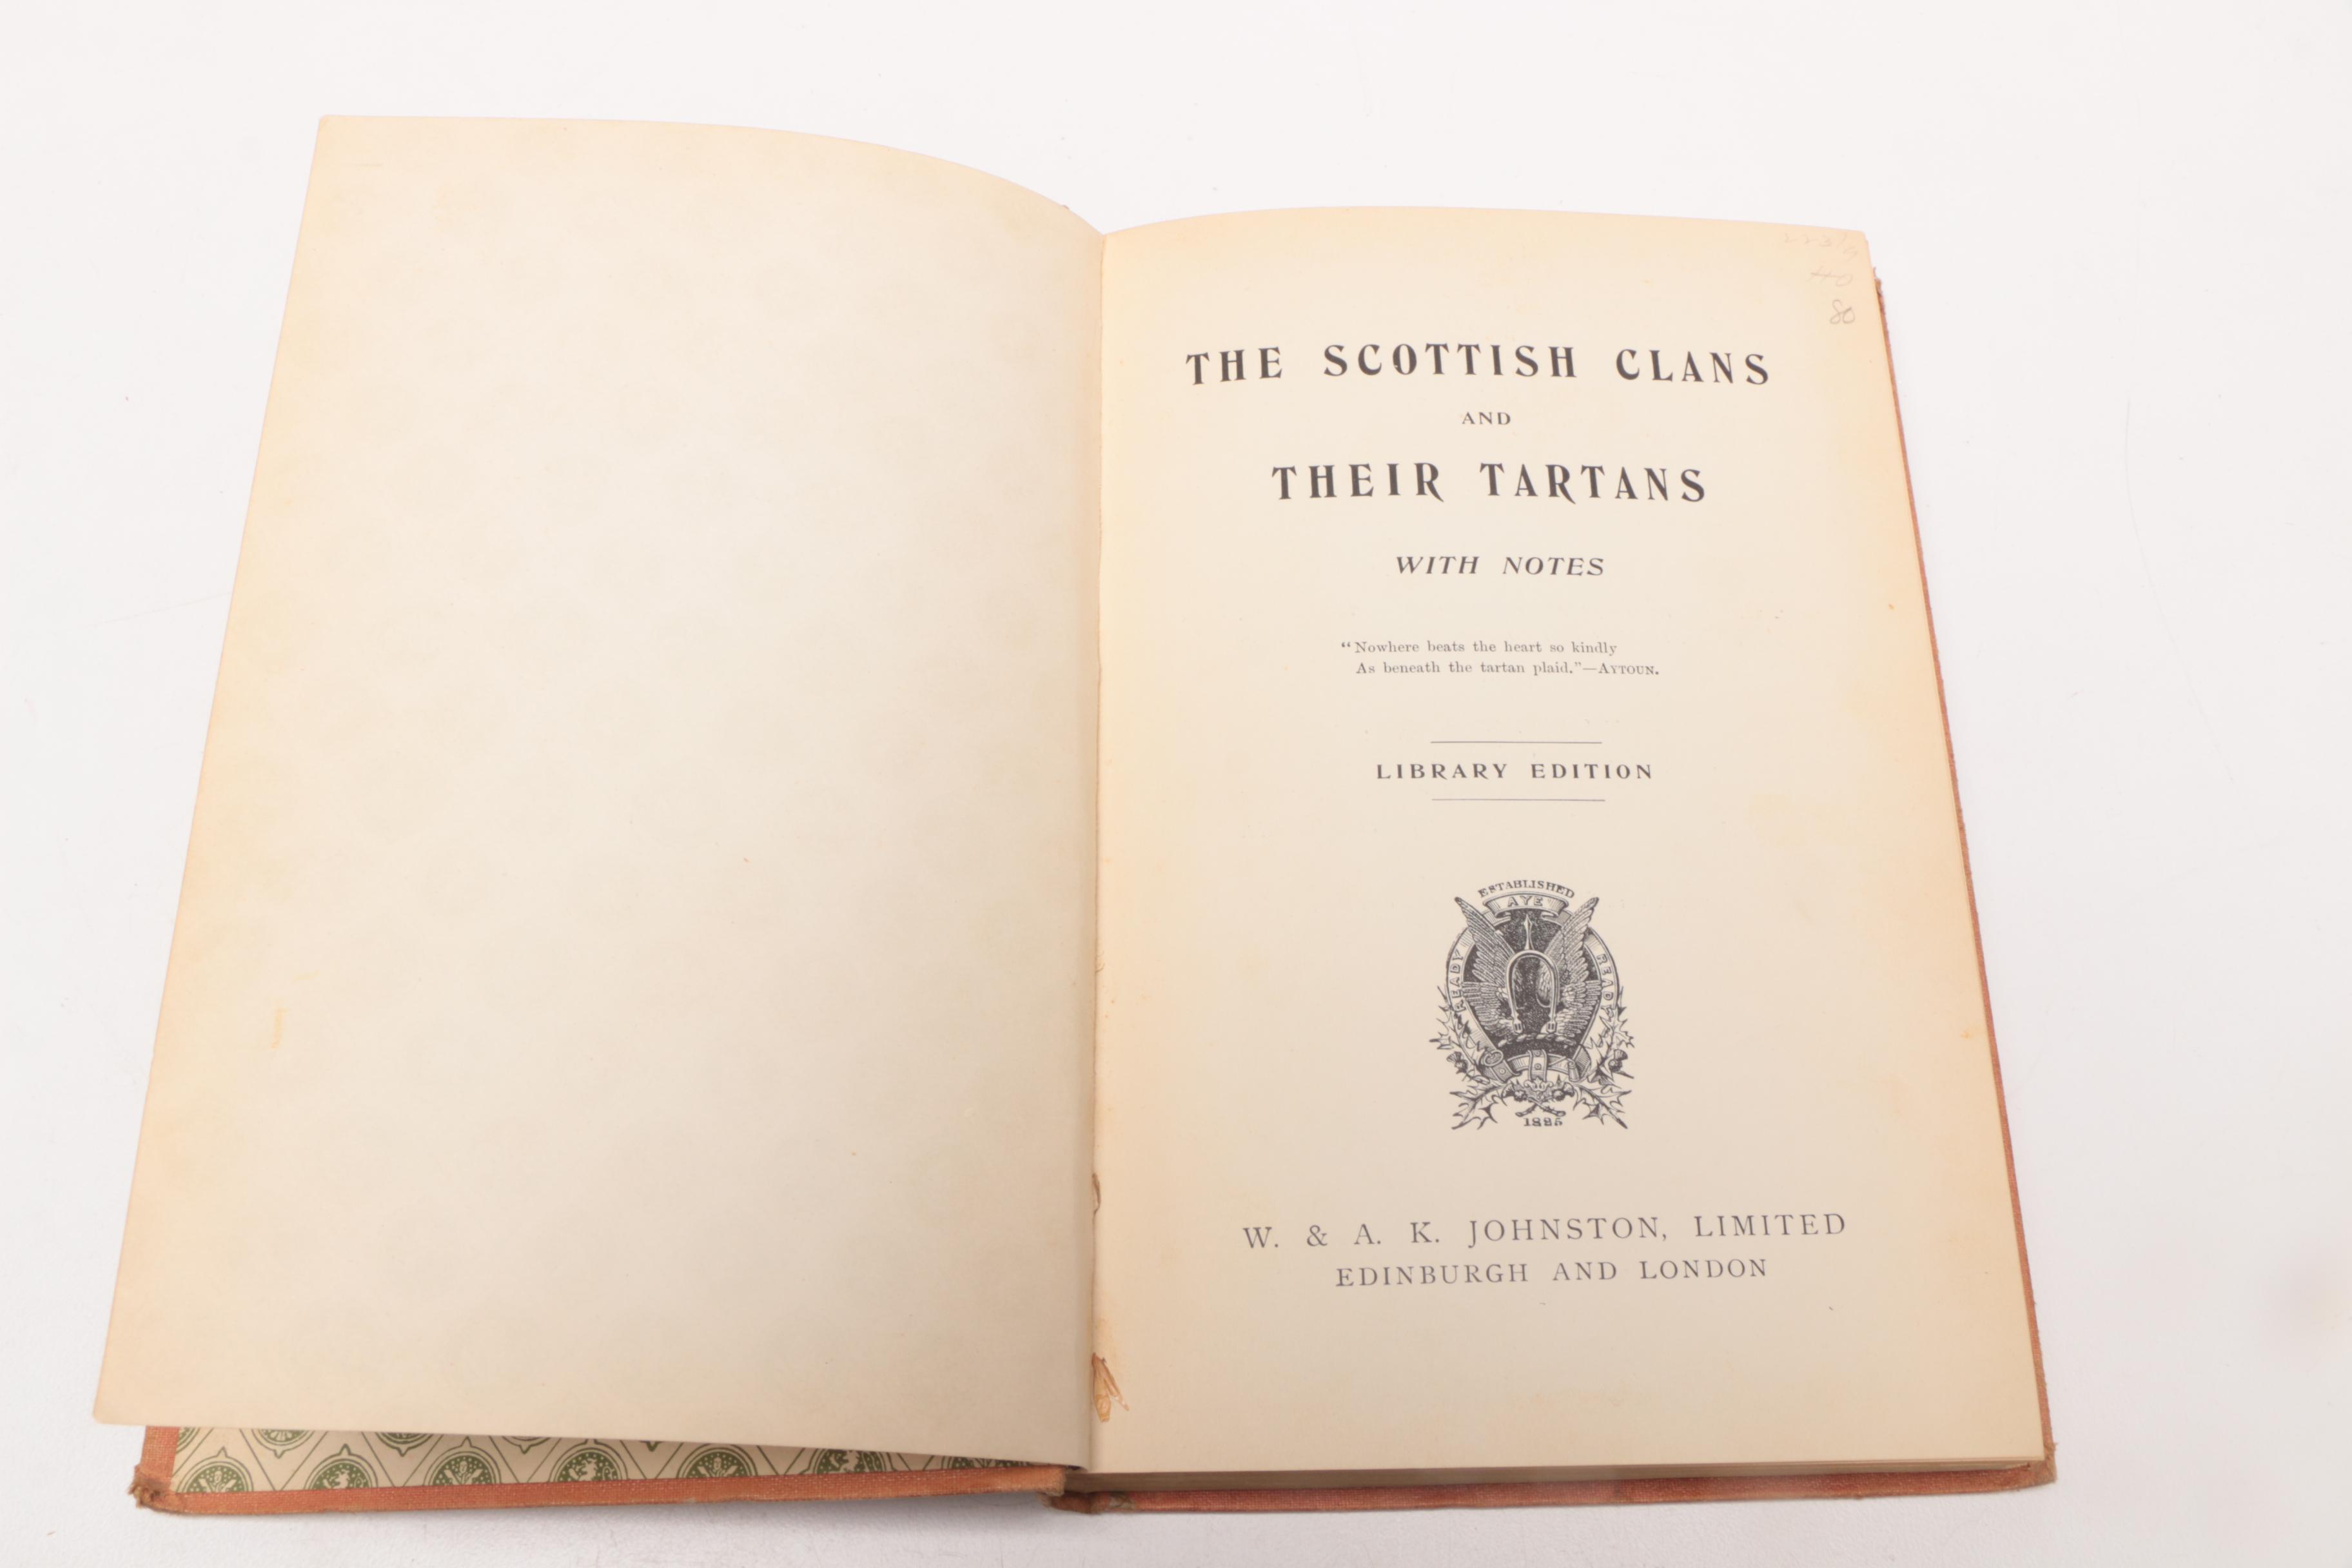 80
THE SCOTTISH CLANS
AND
THEIR TARTANS
WITH NOTES
“Nowhere beats the heart so kindly
As beneath the tartan plaid.”—AYTOUN.
LIBRARY EDITION
ESTABLISHED
AYE
READY READY
1825
W. & A. K. JOHNSTON, LIMITED
EDINBURGH AND LONDON